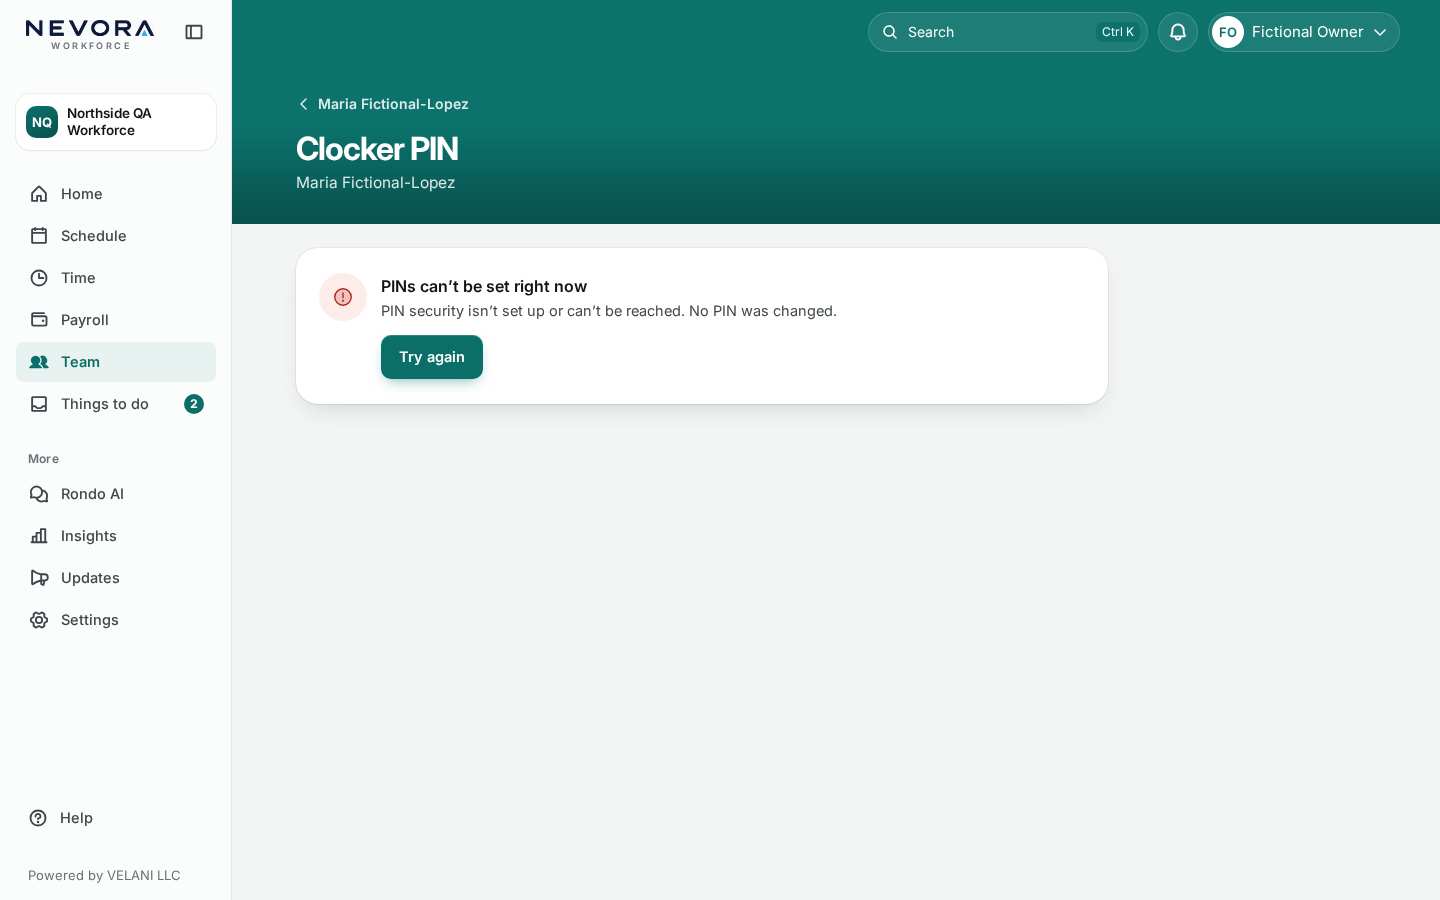 NEVORA
WORKFORCE
Search
Ctrl K
FO
Fictional Owner
NQ
Northside QA
Workforce
Home
Schedule
Time
Payroll
Team
Things to do
2
More
Rondo AI
Insights
Updates
Settings
Help
Powered by VELANI LLC
Maria Fictional-Lopez
Clocker PIN
Maria Fictional-Lopez
PINs can’t be set right now
PIN security isn’t set up or can’t be reached. No PIN was changed.
Try again